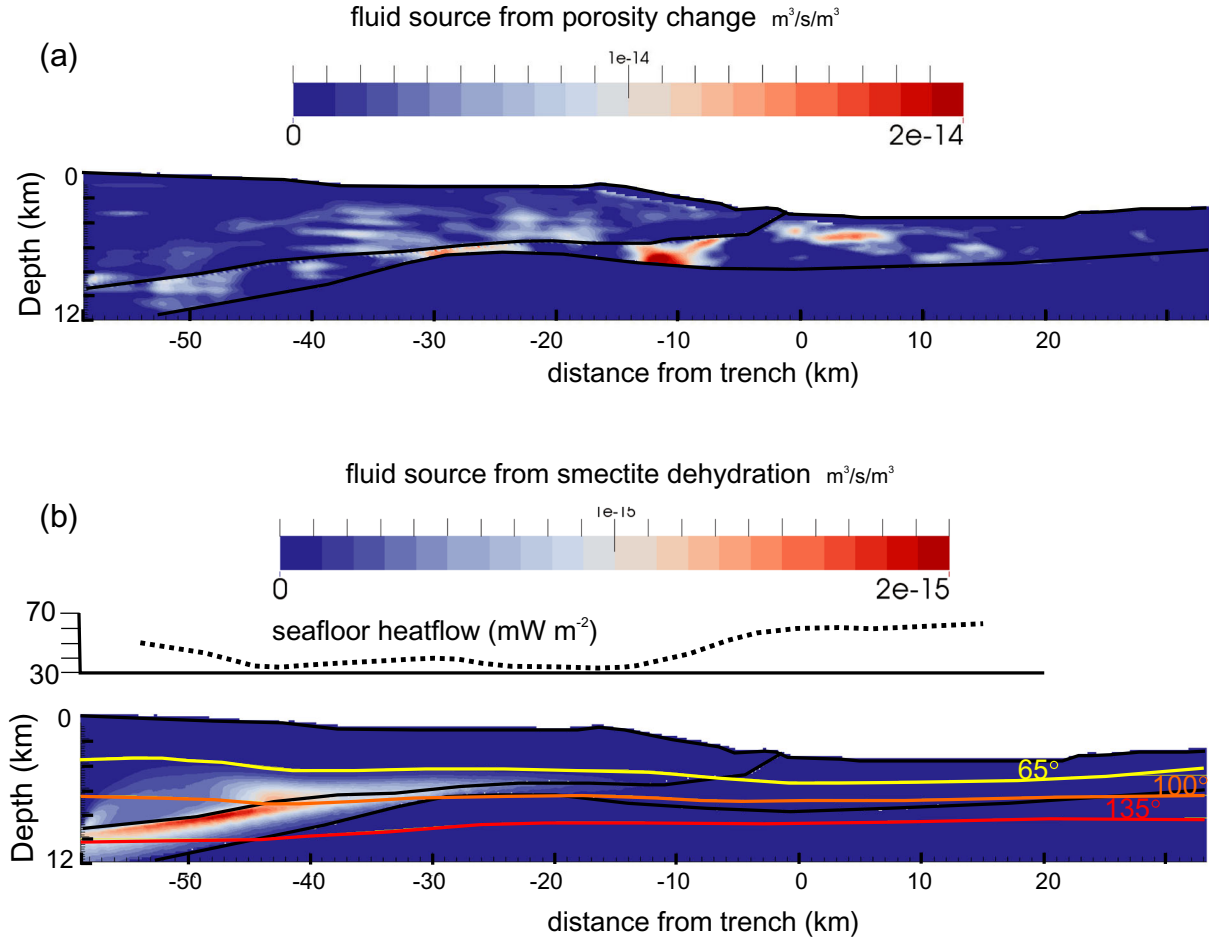 fluid source from porosity change m³/s/m³
(a)
1e-14
0 2e-14
0
Depth (km)
12
-50 -40 -30 -20 -10 0 10 20
distance from trench (km)
fluid source from smectite dehydration m³/s/m³
(b)
1e-15
0 2e-15
70
seafloor heatflow (mW m⁻²)
30
0
Depth (km)
65°
100°
135°
12
-50 -40 -30 -20 -10 0 10 20
distance from trench (km)